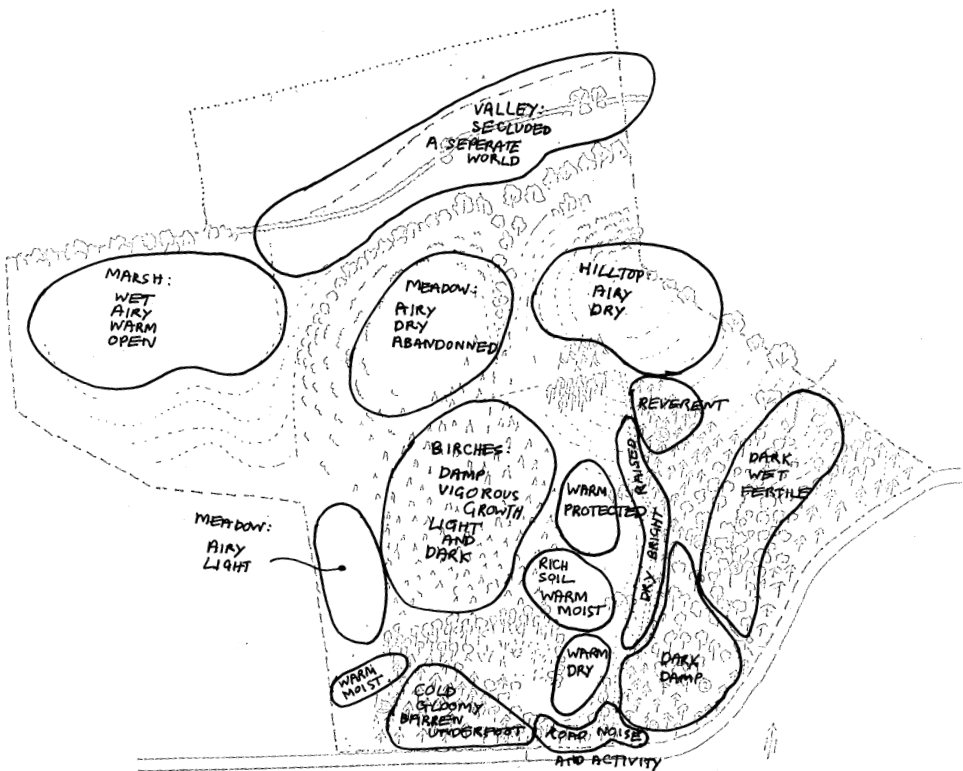 VALLEY:
SECLUDED
A SEPERATE
WORLD
MARSH:
WET
AIRY
WARM
OPEN
MEADOW:
AIRY
DRY
ABANDONNED
HILLTOP:
AIRY
DRY
REVERENT
BIRCHES:
DAMP
VIGOROUS
GROWTH
LIGHT
AND
DARK
WARM
PROTECTED
DRY BRIGHT RAISED
DARK
WET
FERTILE
MEADOW:
AIRY
LIGHT
RICH
SOIL
WARM
MOIST
WARM
DRY
DARK
DAMP
WARM
MOIST
COLD
GLOOMY
BARREN
UNDERFOOT
ROAD NOISE
AND ACTIVITY